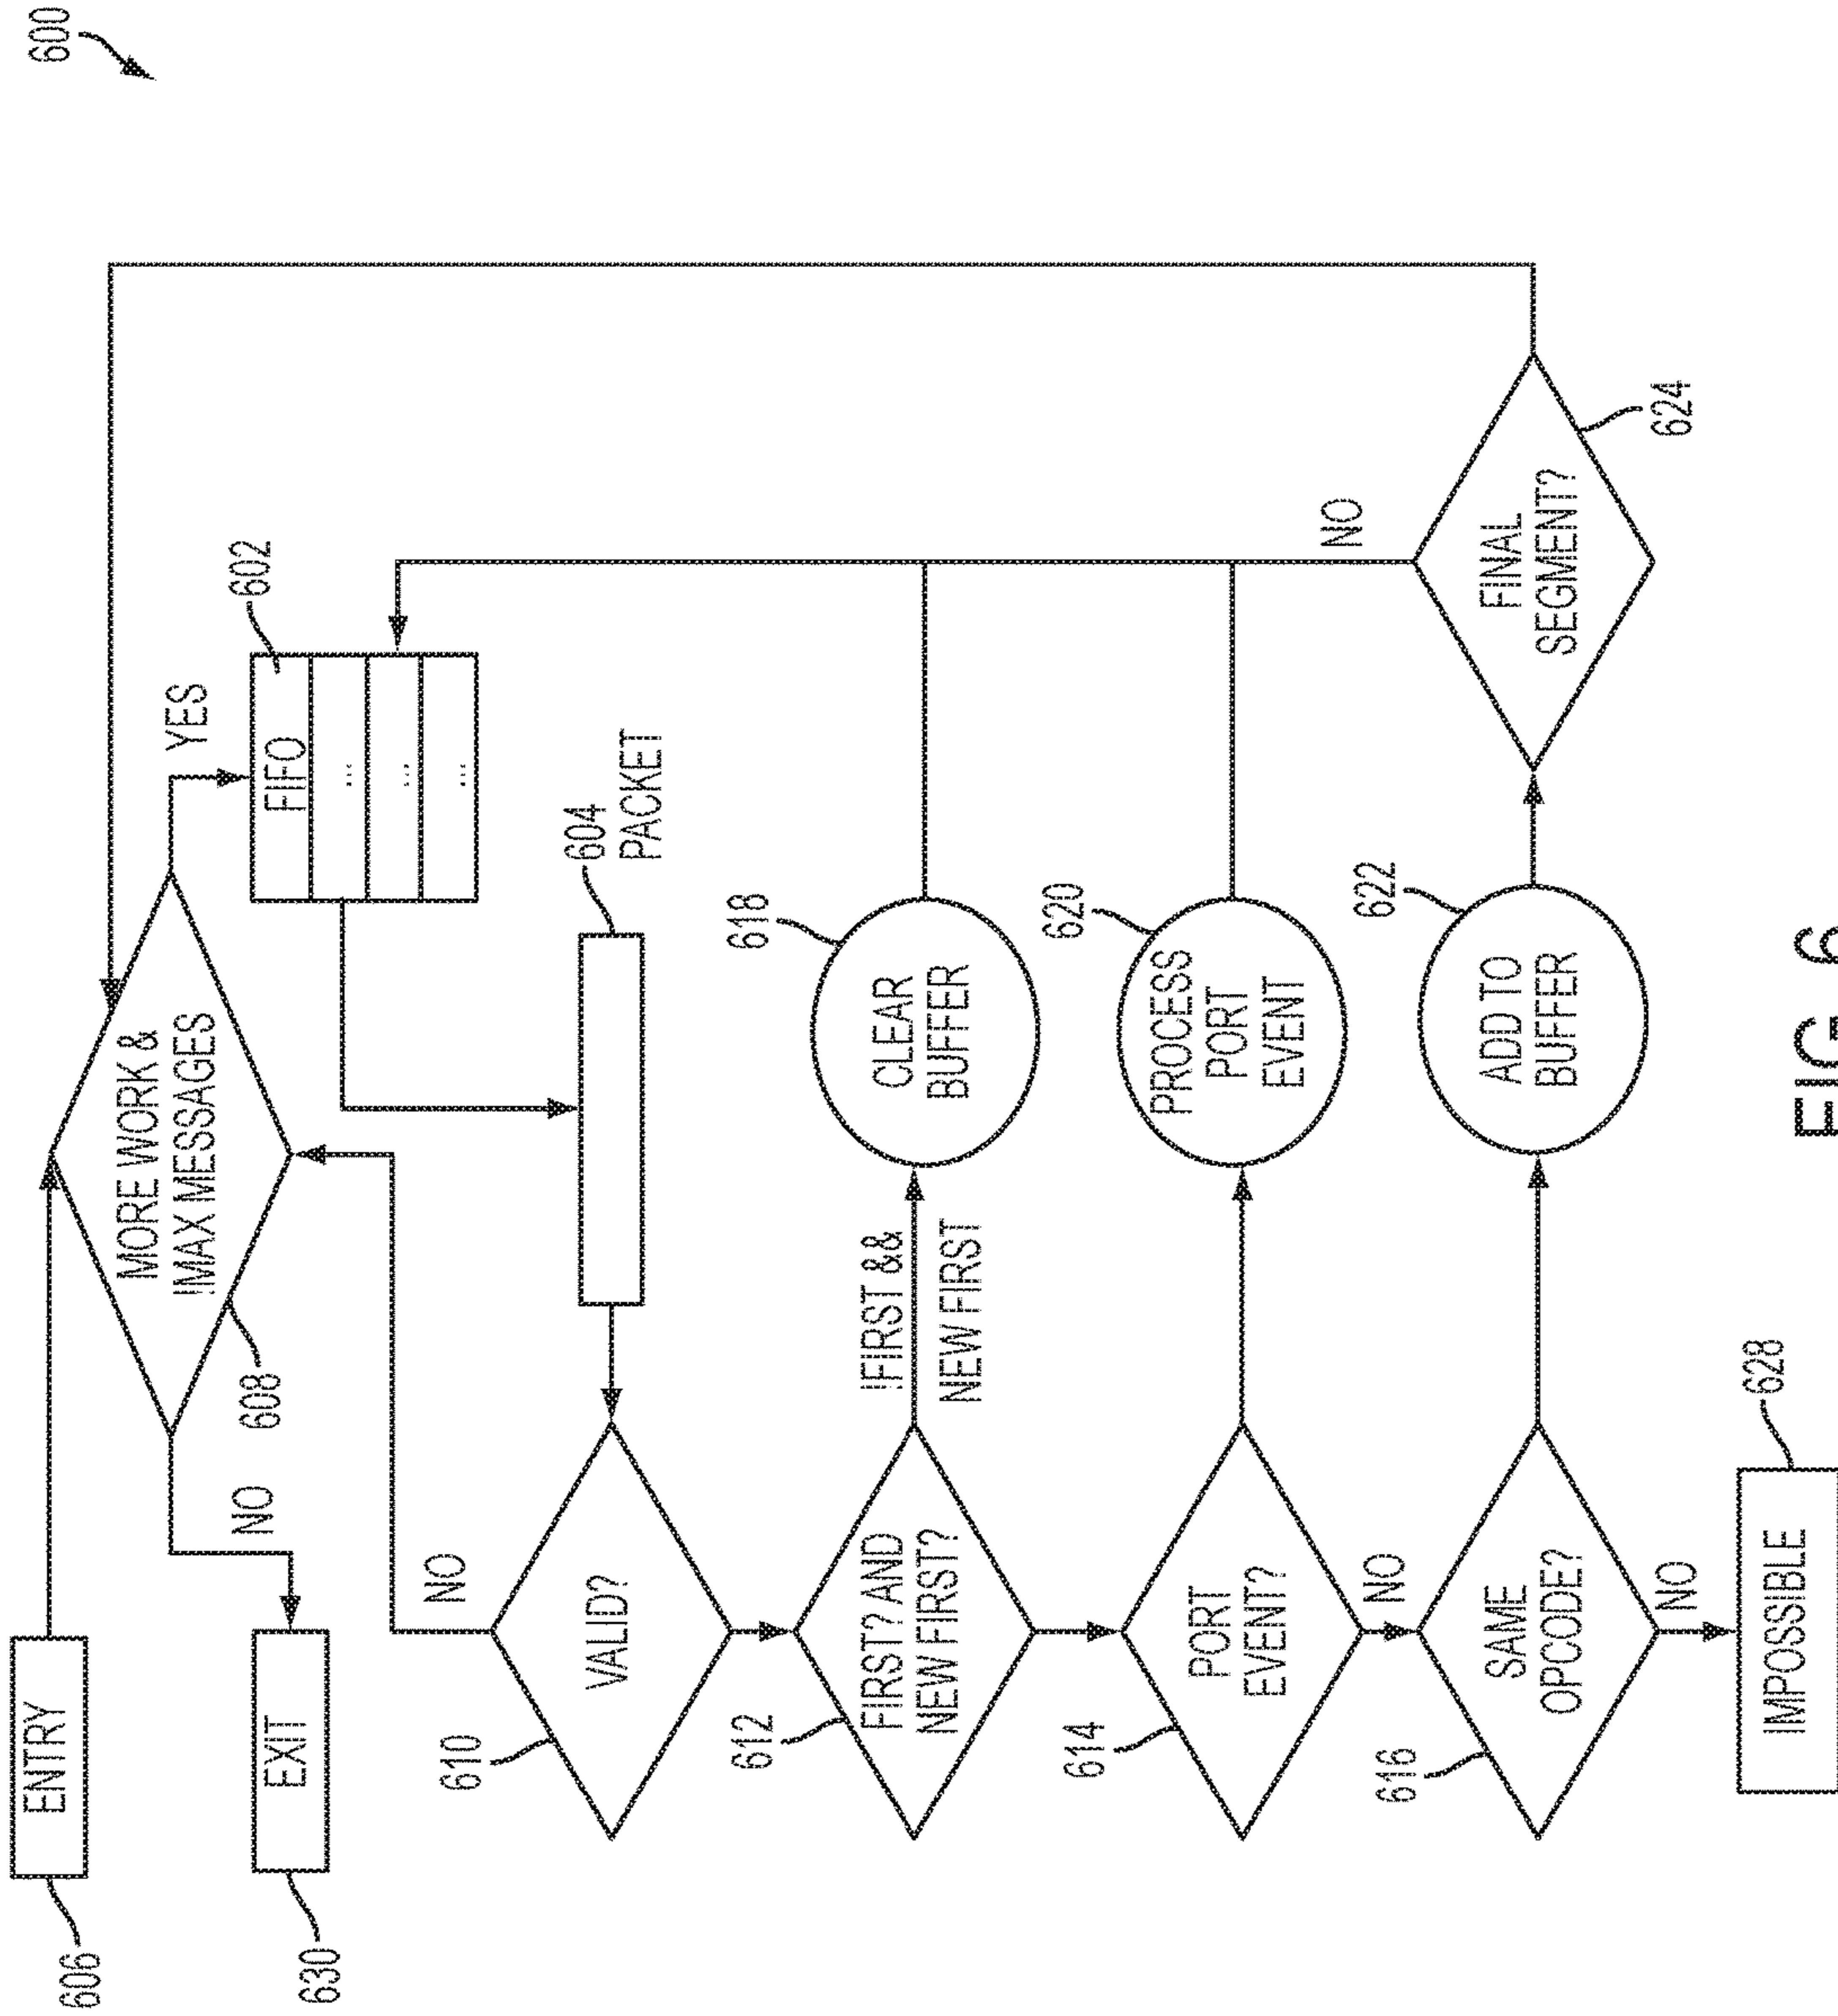 600
606
ENTRY
MORE WORK &
!MAX MESSAGES
608
NO
YES
630
EXIT
602
FIFO
...
...
...
604
PACKET
NO
610
VALID?
612
FIRST? AND
NEW FIRST?
!FIRST &&
NEW FIRST
618
CLEAR
BUFFER
614
PORT
EVENT?
620
PROCESS
PORT
EVENT
NO
NO
616
SAME
OPCODE?
622
ADD TO
BUFFER
FINAL
SEGMENT?
624
NO
628
IMPOSSIBLE
FIG. 6